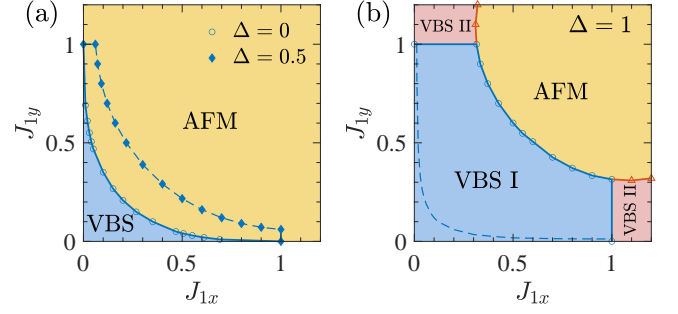 (a)
Δ = 0
Δ = 0.5
AFM
VBS
J1y
1
0.5
0
0 0.5 1
J1x
(b)
VBS II
Δ = 1
AFM
VBS I
VBS II
J1y
1
0.5
0
0 0.5 1
J1x